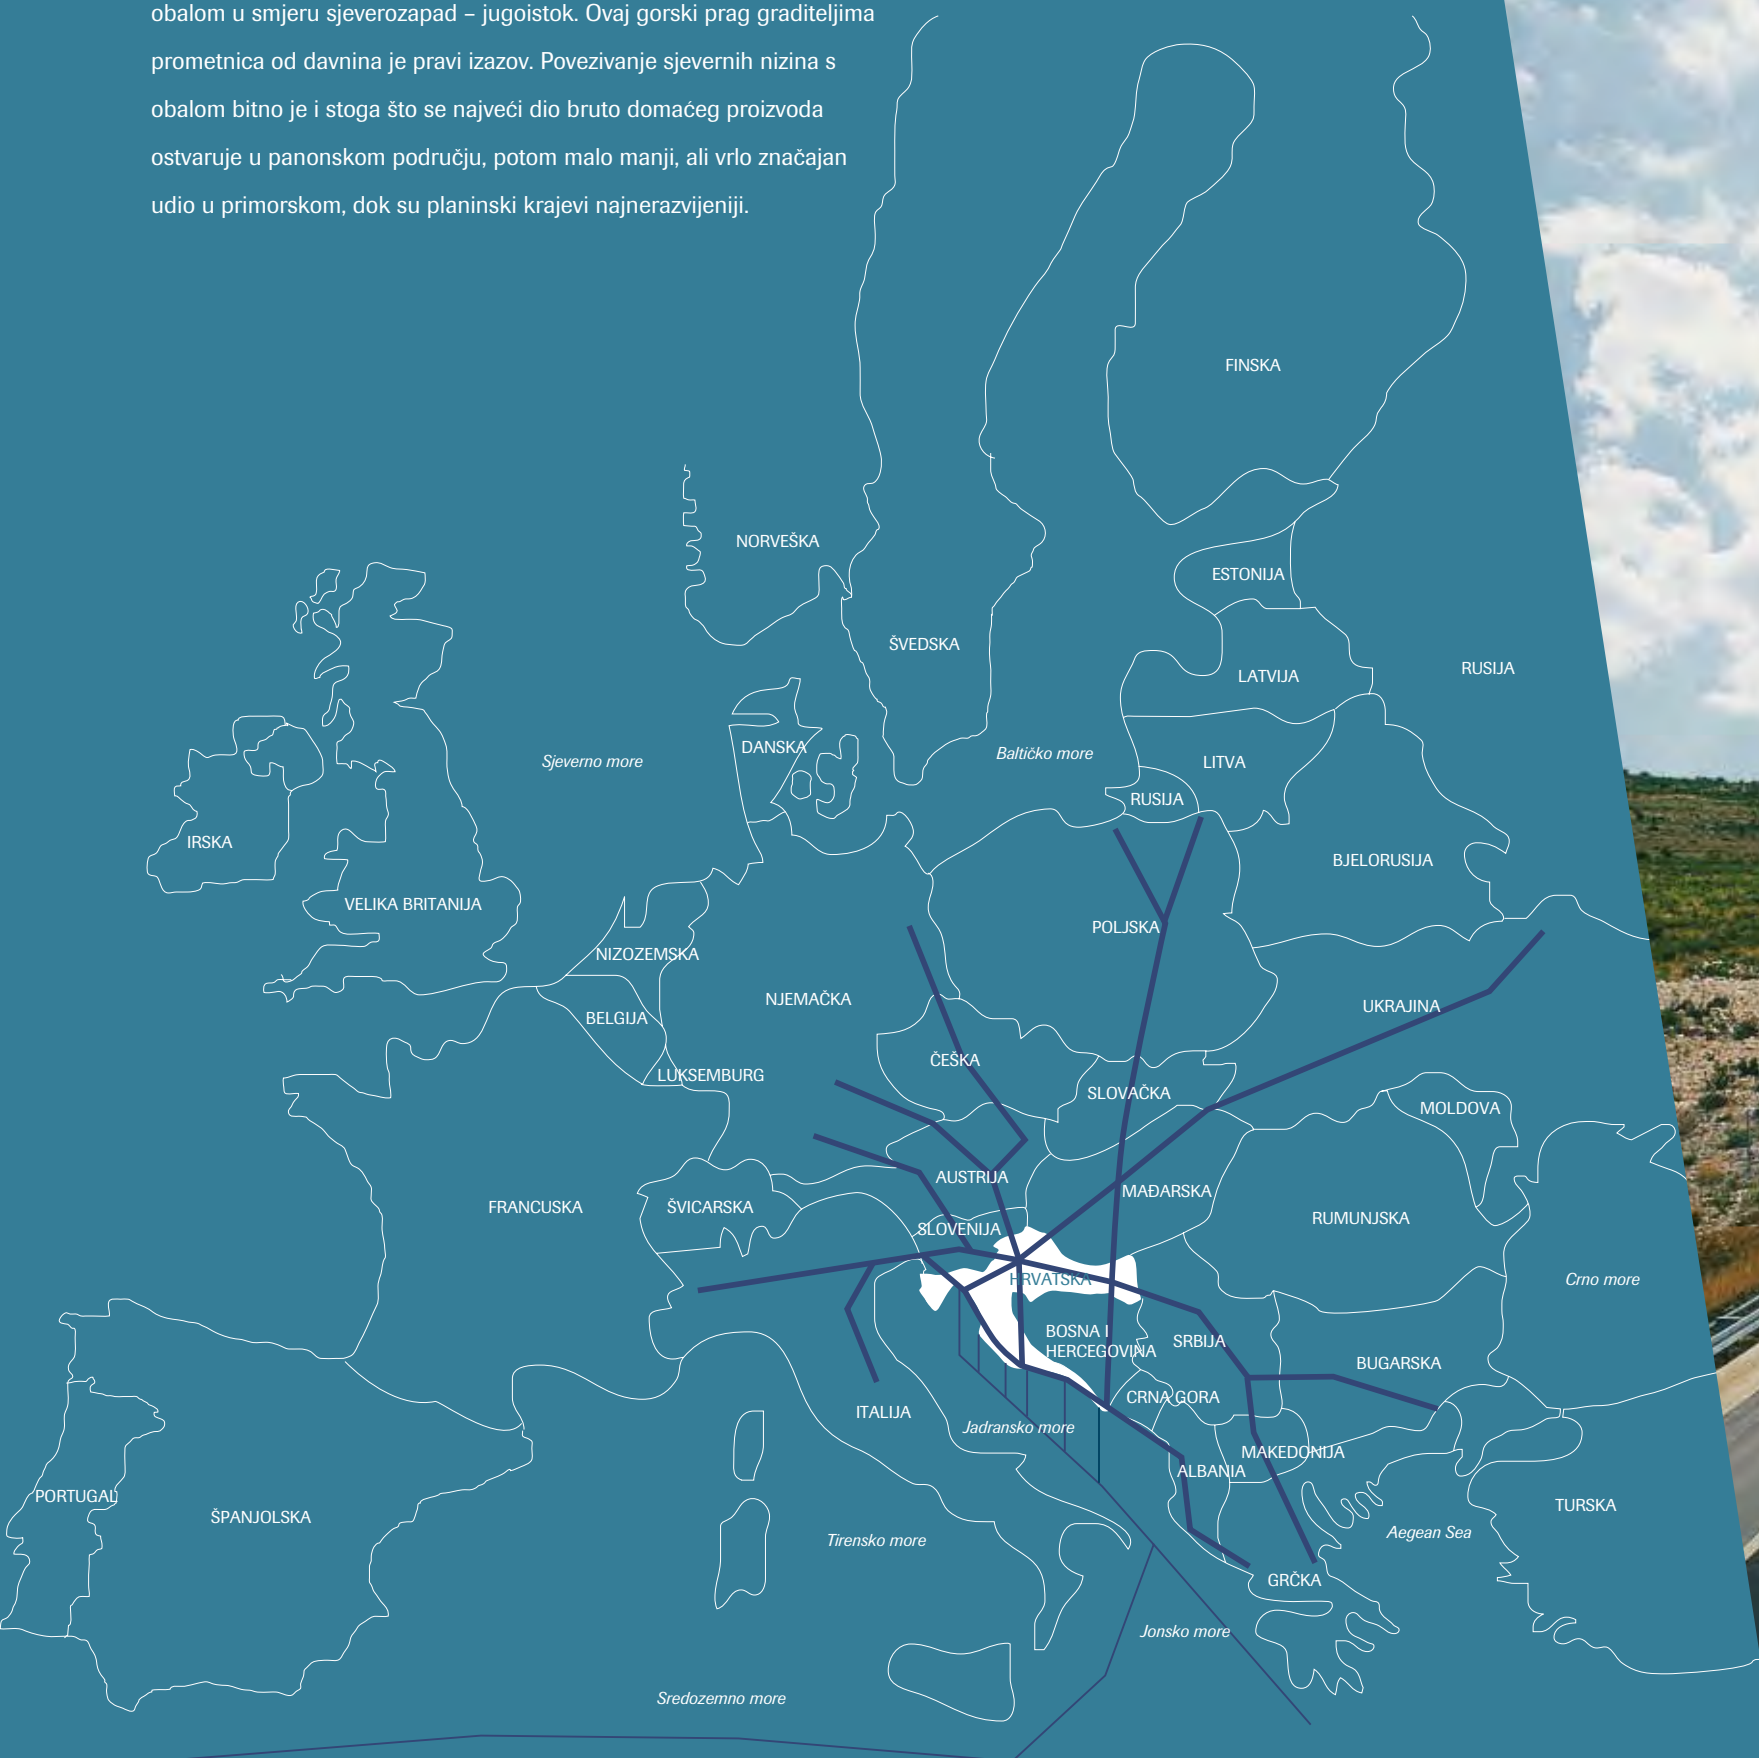 obalom u smjeru sjeverozapad – jugoistok. Ovaj gorski prag graditeljima
prometnica od davnina je pravi izazov. Povezivanje sjevernih nizina s
obalom bitno je i stoga što se najveći dio bruto domaćeg proizvoda
ostvaruje u panonskom području, potom malo manji, ali vrlo značajan
udio u primorskom, dok su planinski krajevi najnerazvijeniji.
FINSKA
NORVEŠKA
ESTONIJA
ŠVEDSKA
LATVIJA
RUSIJA
DANSKA
Sjeverno more
Baltičko more
LITVA
RUSIJA
IRSKA
BJELORUSIJA
VELIKA BRITANIJA
POLJSKA
NIZOZEMSKA
NJEMAČKA
UKRAJINA
BELGIJA
ČEŠKA
LUKSEMBURG
SLOVAČKA
MOLDOVA
AUSTRIJA
MAĐARSKA
FRANCUSKA
ŠVICARSKA
RUMUNJSKA
SLOVENIJA
HRVATSKA
Crno more
BOSNA I
HERCEGOVINA
SRBIJA
BUGARSKA
CRNA GORA
ITALIJA
Jadransko more
MAKEDONIJA
ALBANIA
PORTUGAL
ŠPANJOLSKA
TURSKA
Tirensko more
Aegean Sea
GRČKA
Jonsko more
Sredozemno more